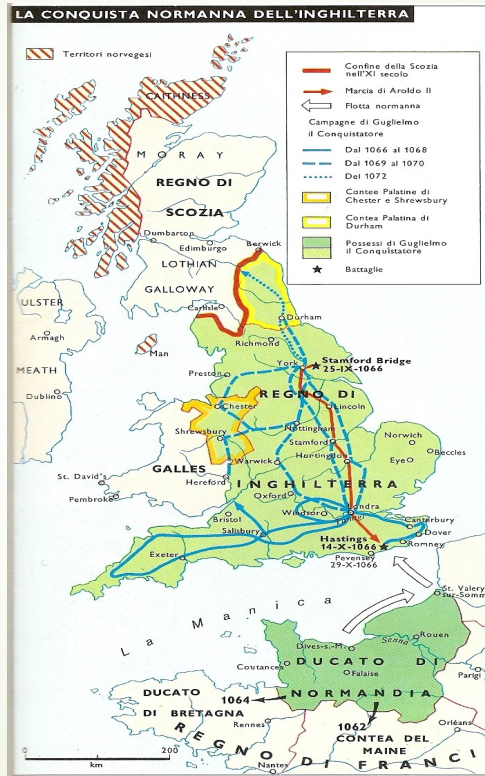 LA CONQUISTA NORMANNA DELL'INGHILTERRA
Territori norvegesi
Confine della Scozia
nell'XI secolo
Marcia di Aroldo II
Flotta normanna
Campagne di Guglielmo
il Conquistatore
Dal 1066 al 1068
Dal 1069 al 1070
Del 1072
Contee Palatine di
Chester e Shrewsbury
Contea Palatina di
Durham
Possessi di Guglielmo
il Conquistatore
Battaglie
CAITHNESS
MORAY
REGNO DI
SCOZIA
Dumbarton
Edimburgo
Berwick
LOTHIAN
GALLOWAY
ULSTER
Carlisle
Durham
Armagh
Man
Richmond
MEATH
York
Stamford Bridge
25-IX-1066
Preston
Dublino
REGNO DI
Chester
Lincoln
Shrewsbury
Nottingham
Stamford
Norwich
Beccles
GALLES
Warwick
Huntingdon
Eye
St. David's
Hereford
INGHILTERRA
Pembroke
Oxford
Londra
Bristol
Windsor
Canterbury
Salisbury
Dover
Hastings
14-X-1066
Romney
Exeter
Pevensey
29-X-1066
St. Valery
sur-Somm
La Manica
Senna
Rouen
Dives-s.-M.
Coutances
DUCATO DI
Falaise
Parigi
DUCATO
DI BRETAGNA
1064
NORMANDIA
Rennes
1062
CONTEA DEL
MAINE
Orléans
REGNO DI FRANCI
Nantes
0
200
km